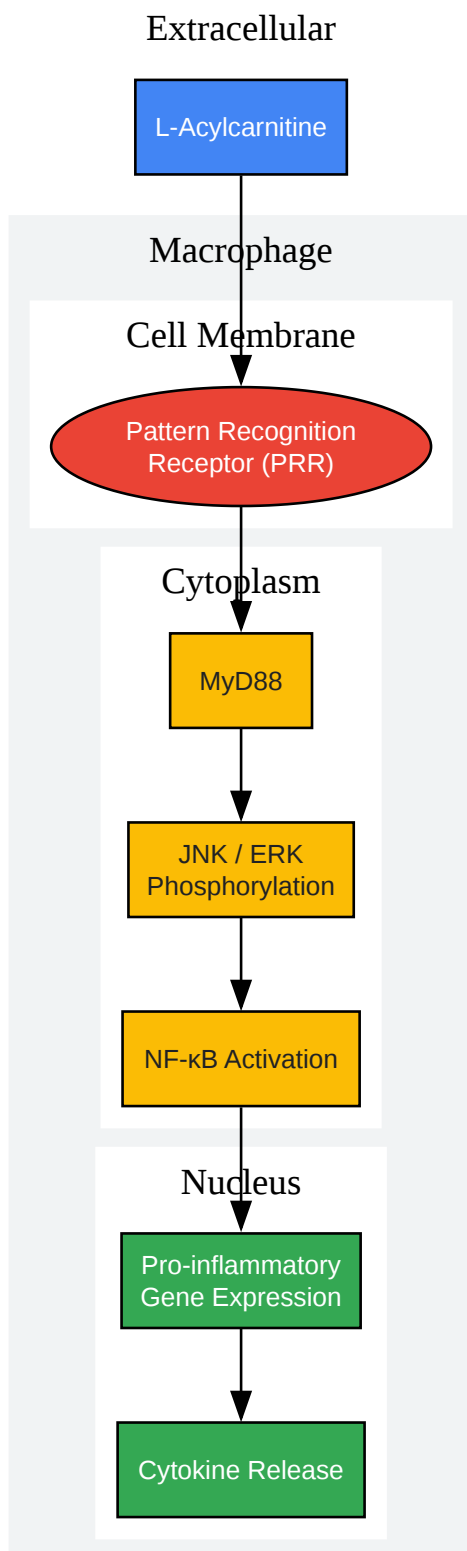 Extracellular
L-Acylcarnitine
Macrophage
Cell Membrane
Pattern Recognition
Receptor (PRR)
Cytoplasm
MyD88
JNK / ERK
Phosphorylation
NF-κB Activation
Nucleus
Pro-inflammatory
Gene Expression
Cytokine Release